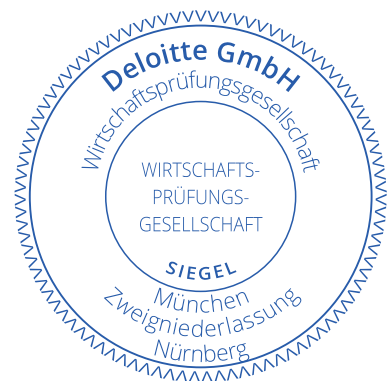 Deloitte GmbH
Wirtschaftsprüfungsgesellschaft
WIRTSCHAFTS-
PRÜFUNGS-
GESELLSCHAFT
SIEGEL
München
Zweigniederlassung
Nürnberg